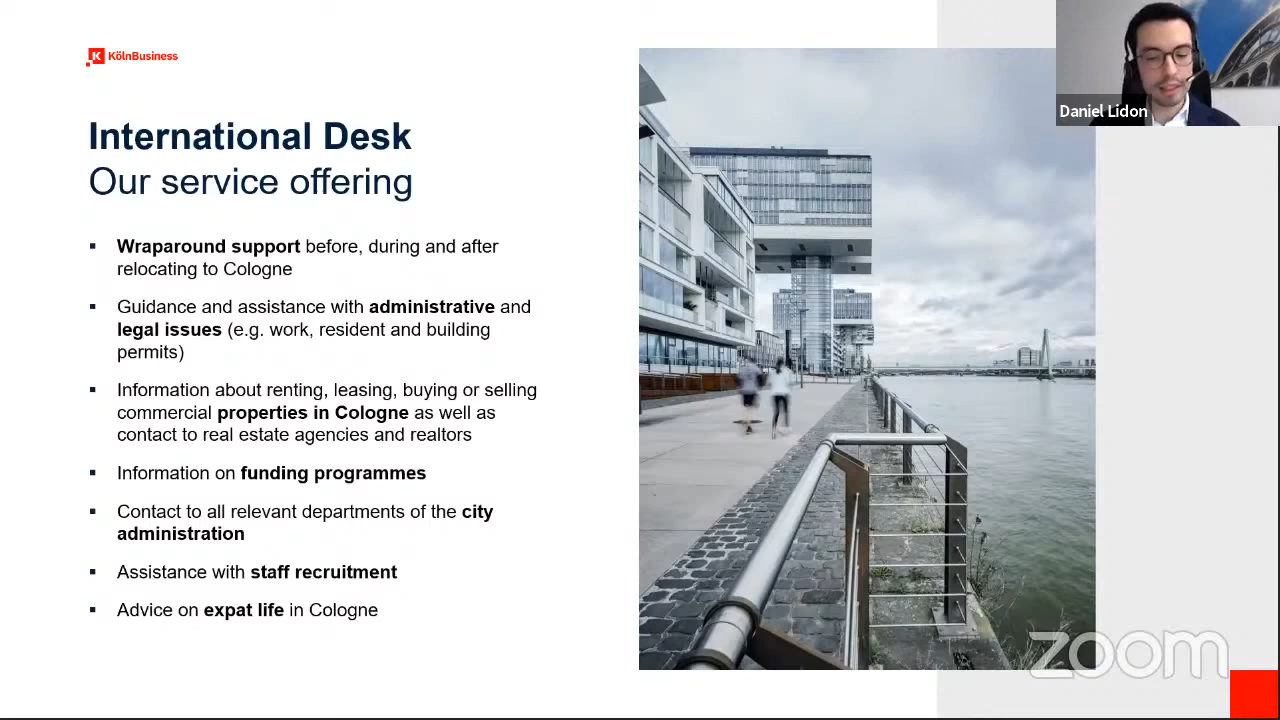 KölnBusiness
Daniel Lidon
International Desk
Our service offering
▪ Wraparound support before, during and after
relocating to Cologne
▪ Guidance and assistance with administrative and
legal issues (e.g. work, resident and building
permits)
▪ Information about renting, leasing, buying or selling
commercial properties in Cologne as well as
contact to real estate agencies and realtors
▪ Information on funding programmes
▪ Contact to all relevant departments of the city
administration
▪ Assistance with staff recruitment
▪ Advice on expat life in Cologne
zoom